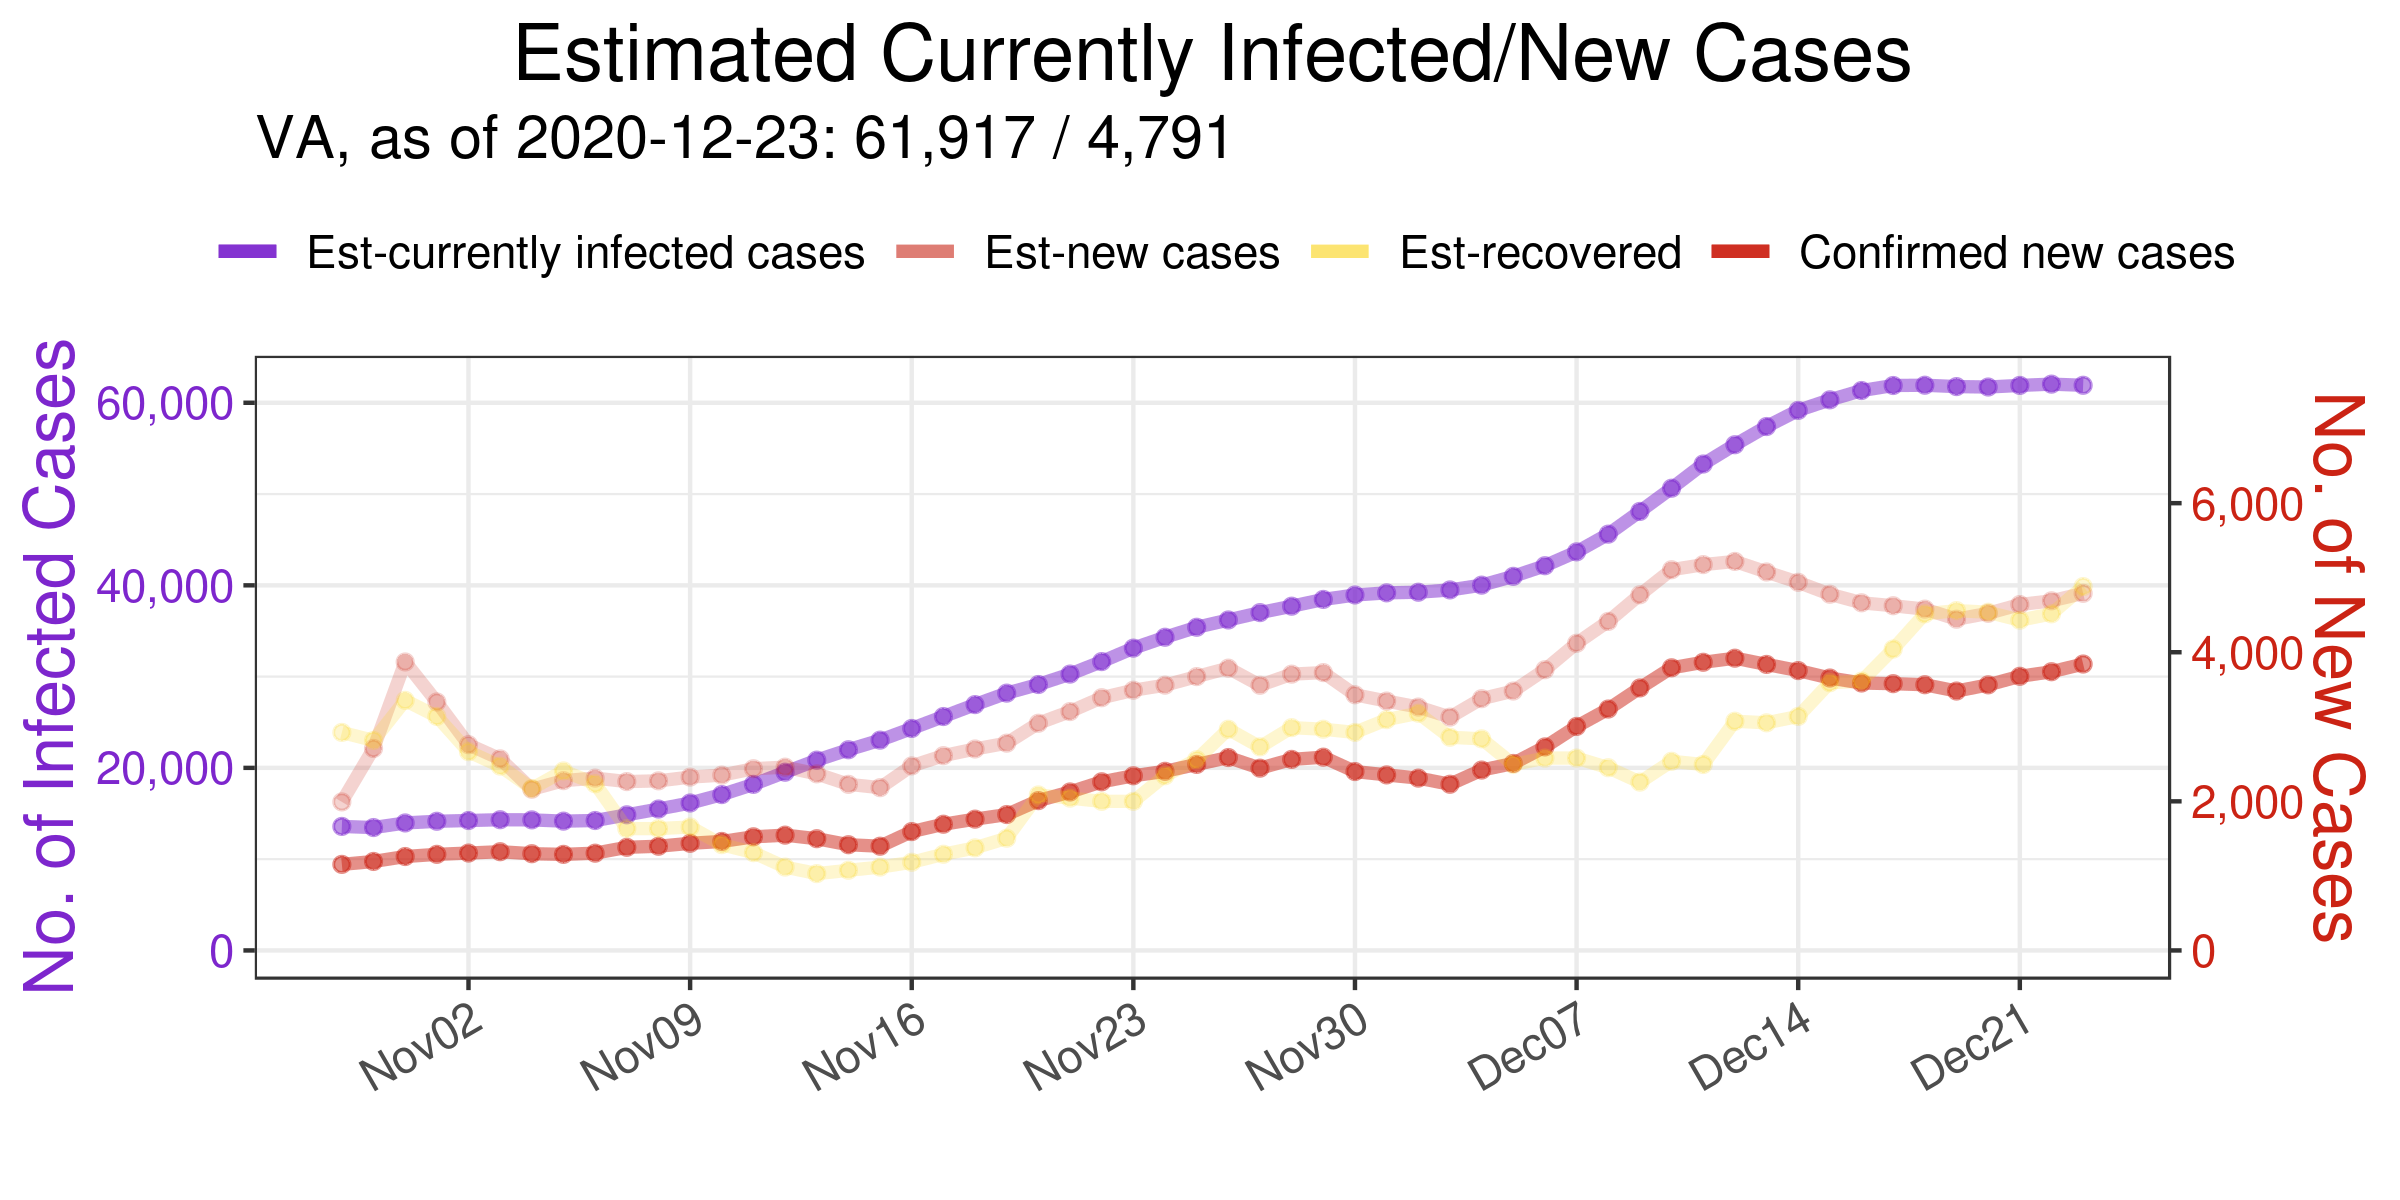 Estimated Currently Infected/New Cases
VA, as of 2020-12-23: 61,917 / 4,791
Est-currently infected cases Est-new cases Est-recovered Confirmed new cases
No. of Infected Cases
60,000
40,000
20,000
0
6,000
4,000
2,000
0
No. of New Cases
Nov02 Nov09 Nov16 Nov23 Nov30 Dec07 Dec14 Dec21